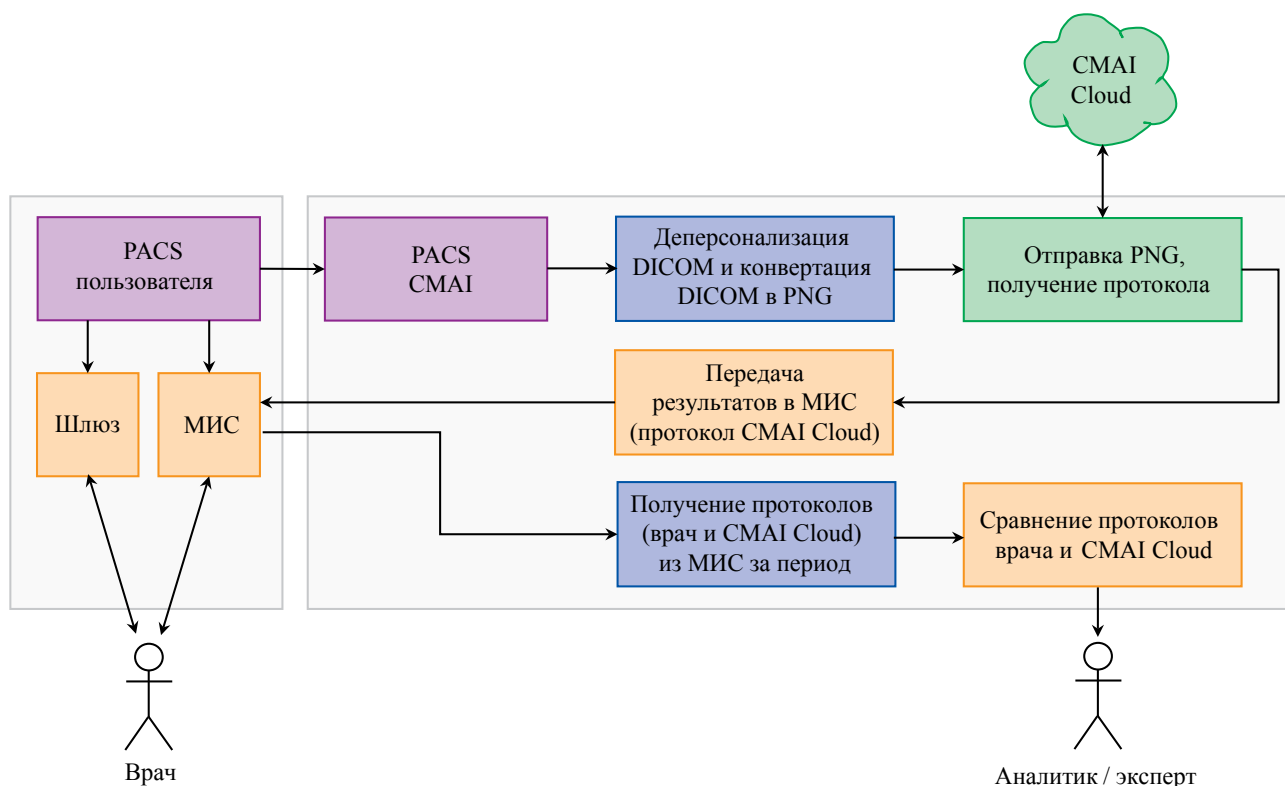 CMAI
Cloud
PACS
пользователя
PACS
CMAI
Деперсонализация
DICOM и конвертация
DICOM в PNG
Отправка PNG,
получение протокола
Шлюз
МИС
Передача
результатов в МИС
(протокол CMAI Cloud)
Получение протоколов
(врач и CMAI Cloud)
из МИС за период
Сравнение протоколов
врача и CMAI Cloud
Врач
Аналитик / эксперт